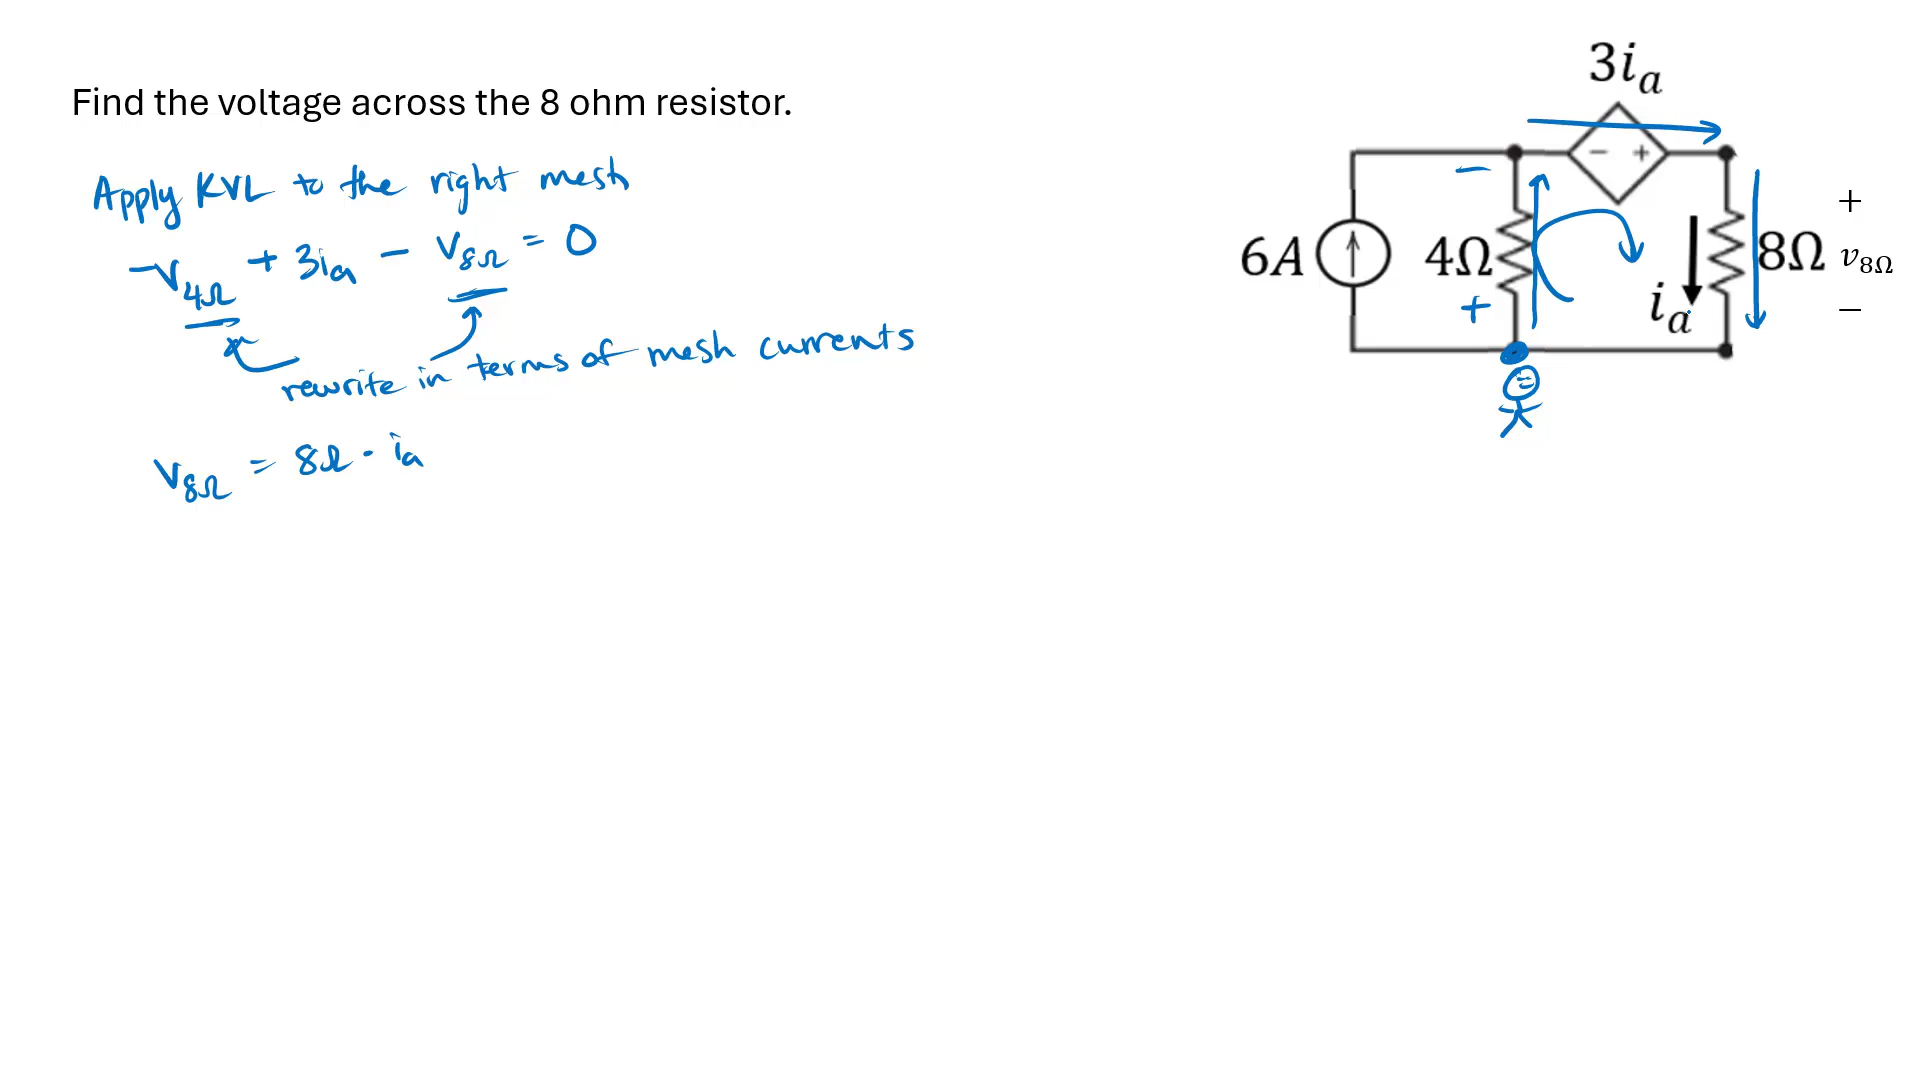 Find the voltage across the 8 ohm resistor.
Apply KVL to the right mesh
-V4Ω + 3ia - V8Ω = 0
rewrite in terms of mesh currents
V8Ω = 8Ω · ia
3ia
- +
6A
-
4Ω
+
ia
8Ω
+
v8Ω
-